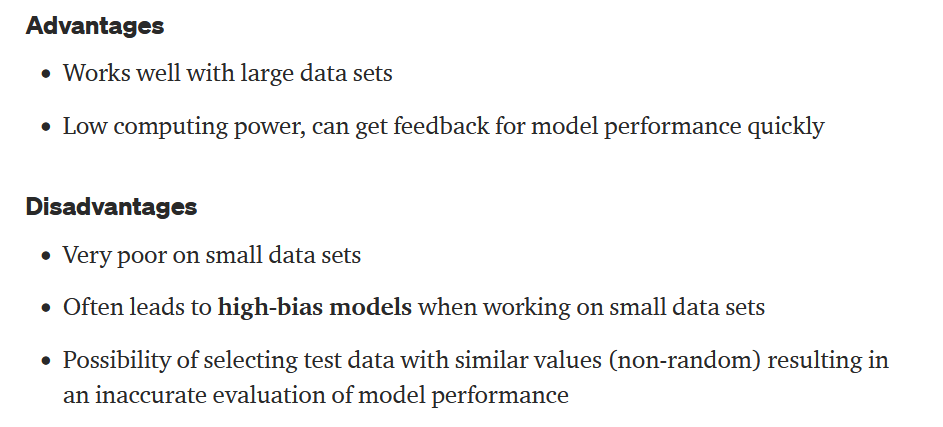 Advantages
• Works well with large data sets
• Low computing power, can get feedback for model performance quickly
Disadvantages
• Very poor on small data sets
• Often leads to high-bias models when working on small data sets
• Possibility of selecting test data with similar values (non-random) resulting in
an inaccurate evaluation of model performance